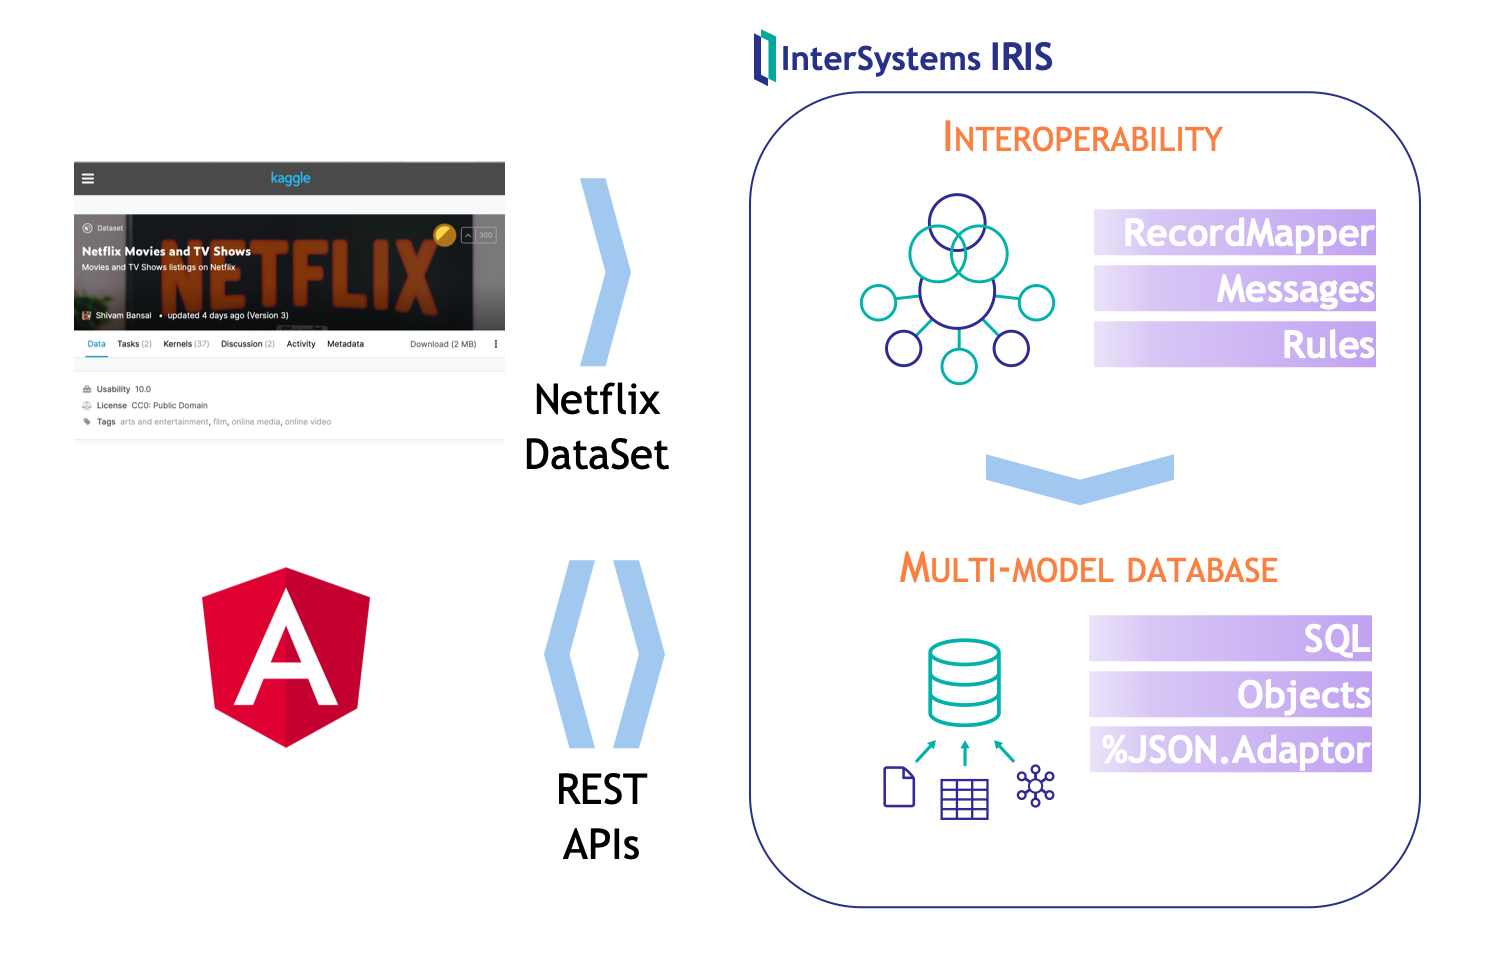 InterSystems IRIS
INTEROPERABILITY
kaggle
Dataset
300
Netflix Movies and TV Shows
Movies and TV Shows listings on Netflix
NETFLIX
Shivam Bansal • updated 4 days ago (Version 3)
Data Tasks (2) Kernels (37) Discussion (2) Activity Metadata Download (2 MB)
Usability 10.0
License CC0: Public Domain
Tags arts and entertainment, film, online media, online video
Netflix
DataSet
RecordMapper
Messages
Rules
MULTI-MODEL DATABASE
A
REST
APIs
SQL
Objects
%JSON.Adaptor